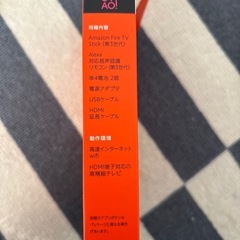 AO!
同梱内容
Amazon Fire TV
Stick (第3世代)
Alexa
対応音声認識
リモコン(第3世代)
単4電池 2個
電源アダプタ
USBケーブル
HDMI
延長ケーブル
動作環境
高速インターネット
wifi
HDMI端子対応の
高精細テレビ